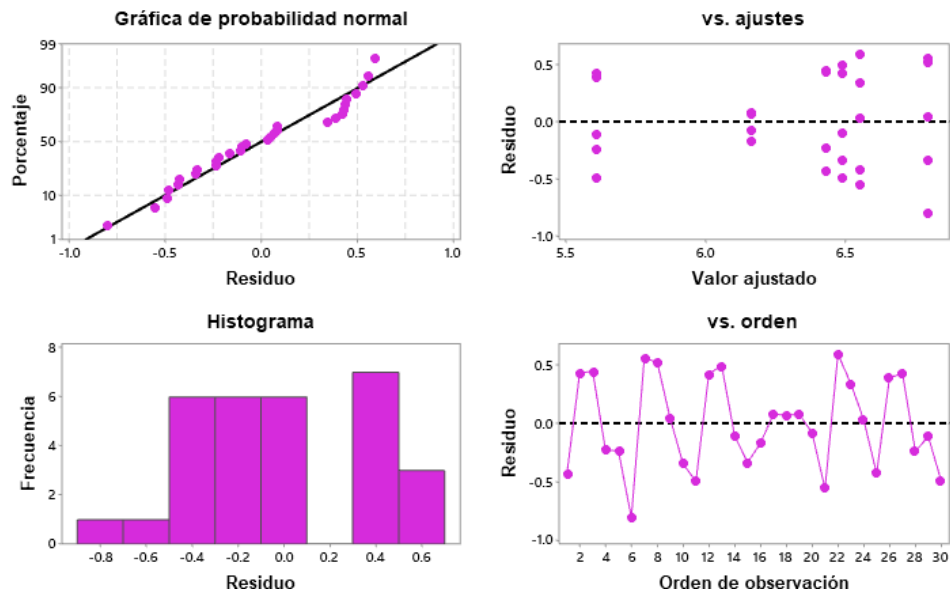 Gráfica de probabilidad normal
99
90
50
10
1
Porcentaje
-1.0 -0.5 0.0 0.5 1.0
Residuo
vs. ajustes
0.5
0.0
-0.5
-1.0
Residuo
5.5 6.0 6.5
Valor ajustado
Histograma
8
6
4
2
0
Frecuencia
-0.8 -0.6 -0.4 -0.2 0.0 0.2 0.4 0.6
Residuo
vs. orden
0.5
0.0
-0.5
-1.0
Residuo
2 4 6 8 10 12 14 16 18 20 22 24 26 28 30
Orden de observación